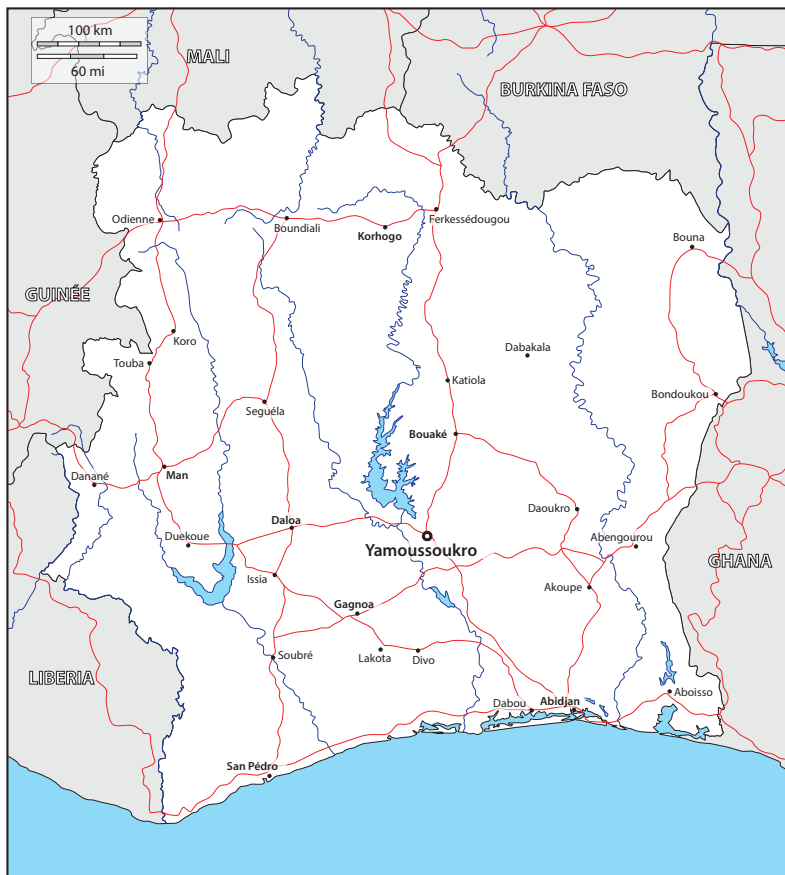 100 km
60 mi
MALI
BURKINA FASO
Odienne
Boundiali
Korhogo
Ferkessédougou
Bouna
GUINÉE
Koro
Touba
Dabakala
Katiola
Bondoukou
Seguéla
Bouaké
Man
Danané
Daoukro
Daloa
Duekoue
Yamoussoukro
Abengourou
GHANA
Issia
Akoupe
Gagnoa
Soubré
Lakota
Divo
LIBERIA
Aboisso
Dabou
Abidjan
San Pédro